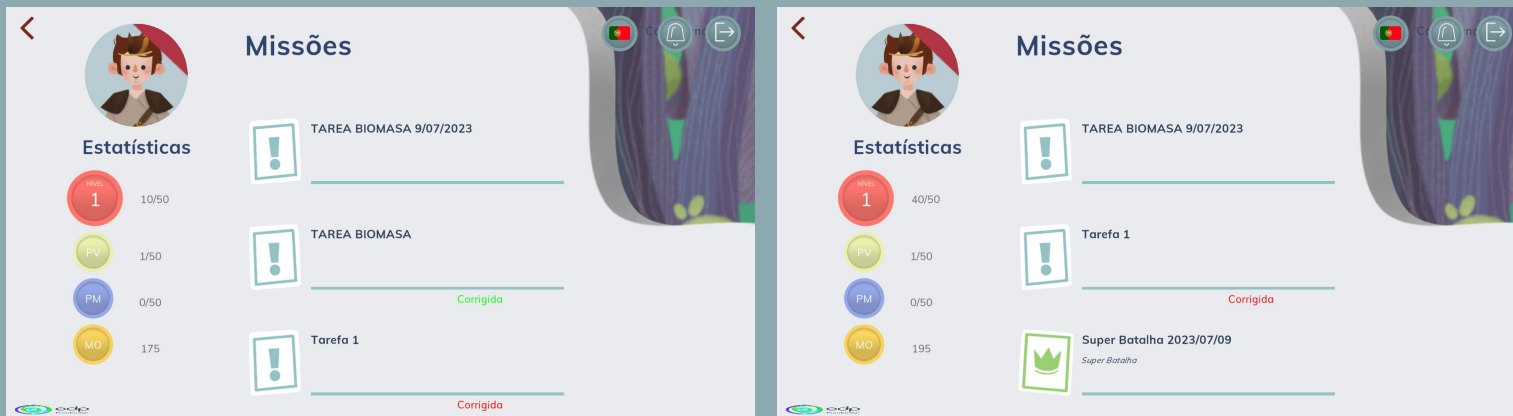 Missões
TAREA BIOMASA 9/07/2023
Estatísticas
NÍVEL
1
10/50
TAREA BIOMASA
PV
1/50
Corrigida
PM
0/50
Tarefa 1
MO
175
Corrigida
edp
Missões
TAREA BIOMASA 9/07/2023
Estatísticas
NÍVEL
1
40/50
Tarefa 1
PV
1/50
Corrigida
PM
0/50
Super Batalha 2023/07/09
Super Batalha
MO
195
edp